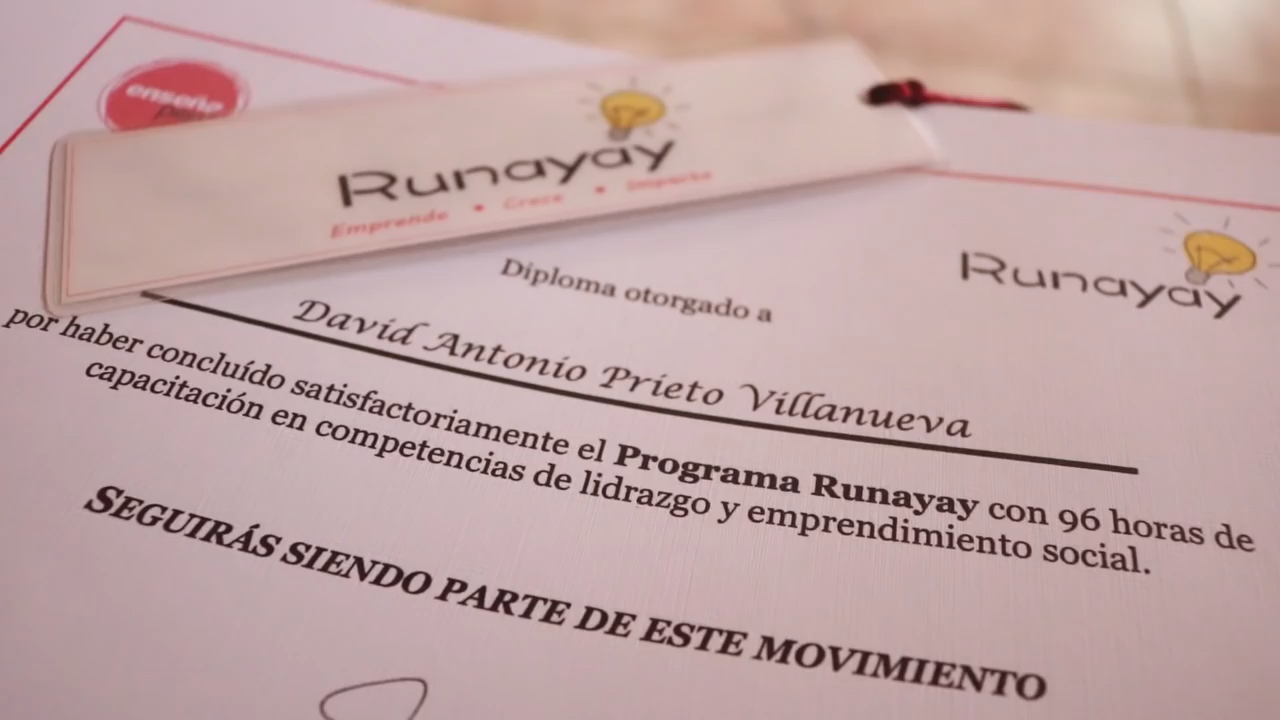 enseña
perú
Runayay
Emprende • Crece • Impacta
Runayay
Diploma otorgado a
David Antonio Prieto Villanueva
por haber concluído satisfactoriamente el Programa Runayay con 96 horas de
capacitación en competencias de lidrazgo y emprendimiento social.
SEGUIRÁS SIENDO PARTE DE ESTE MOVIMIENTO